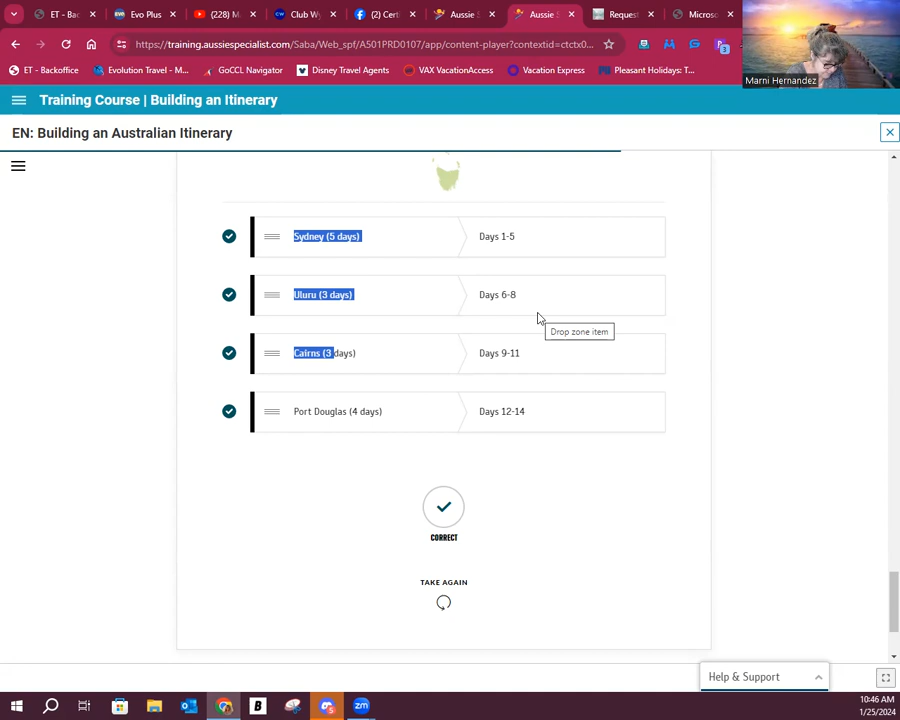 ET - Bac
Evo Plus
(228) M
Club Wy
(2) Certi
Aussie S
Aussie S
Request
Microso
https://training.aussiespecialist.com/Saba/Web_spf/A501PRD0107/app/content-player?contextid=ctctx0...
ET - Backoffice
Evolution Travel - M...
GoCCL Navigator
Disney Travel Agents
VAX VacationAccess
Vacation Express
Pleasant Holidays: T...
Marni Hernandez
Training Course | Building an Itinerary
EN: Building an Australian Itinerary
Sydney (5 days)
Days 1-5
Uluru (3 days)
Days 6-8
Drop zone item
Cairns (3 days)
Days 9-11
Port Douglas (4 days)
Days 12-14
CORRECT
TAKE AGAIN
Help & Support
10:46 AM
1/25/2024